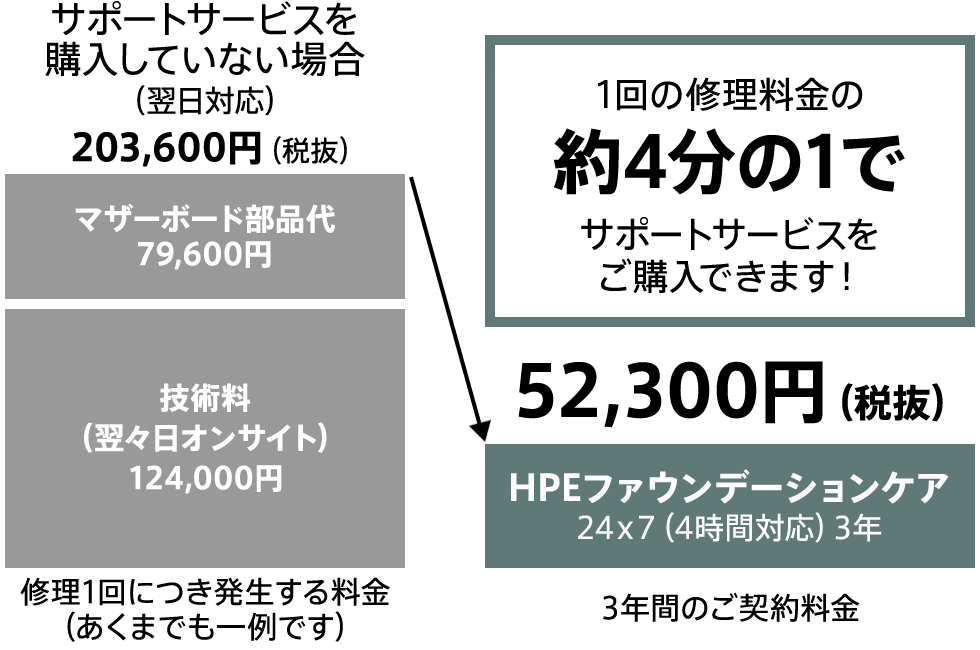 サポートサービスを
購入していない場合
（翌日対応）
203,600円（税抜）
マザーボード部品代
79,600円
技術料
（翌々日オンサイト）
124,000円
修理1回につき発生する料金
（あくまでも一例です）
1回の修理料金の
約4分の1で
サポートサービスを
ご購入できます！
52,300円（税抜）
HPEファウンデーションケア
24x7（4時間対応）3年
3年間のご契約料金